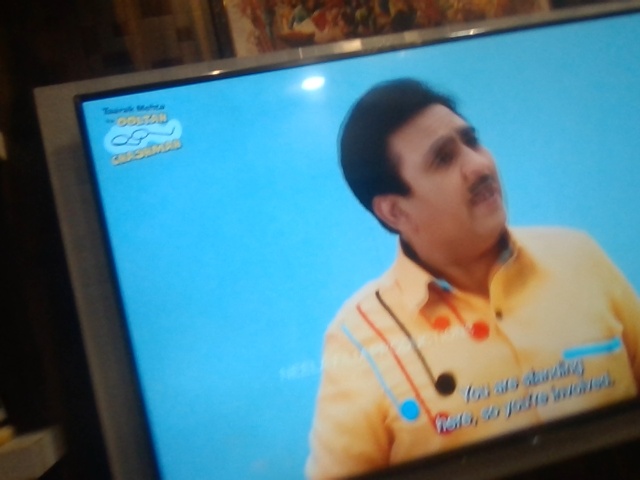 Taarak Mehta
OOLTAH
CHASHMAH
You are standing
here, so you're involved.